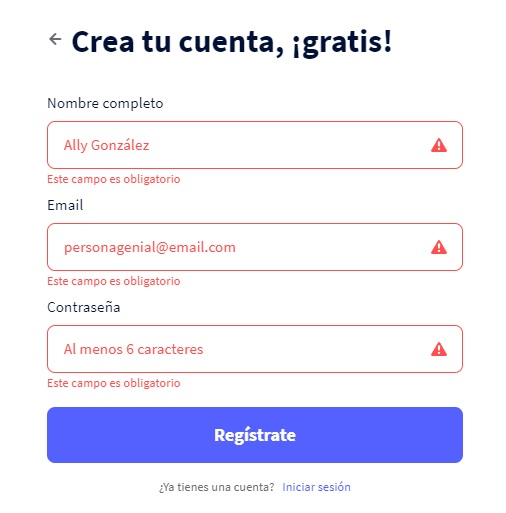 Crea tu cuenta, ¡gratis!
Nombre completo
Ally González
Este campo es obligatorio
Email
personagenial@email.com
Este campo es obligatorio
Contraseña
Al menos 6 caracteres
Este campo es obligatorio
Regístrate
¿Ya tienes una cuenta? Iniciar sesión